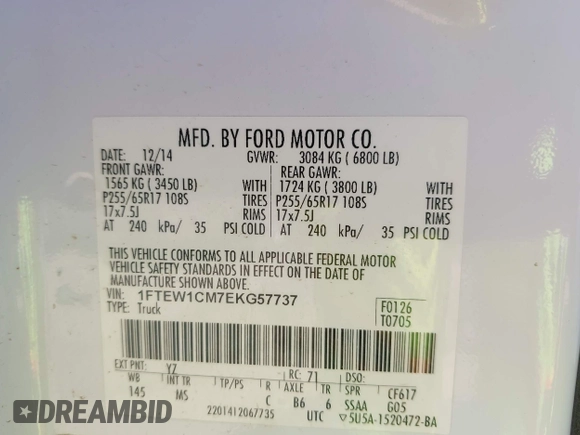 MFD. BY FORD MOTOR CO.
DATE: 12/14 GVWR: 3084 KG ( 6800 LB)
FRONT GAWR: REAR GAWR:
1565 KG ( 3450 LB) WITH 1724 KG ( 3800 LB) WITH
P255/65R17 108S TIRES P255/65R17 108S TIRES
17x7.5J RIMS 17x7.5J RIMS
AT 240 kPa/ 35 PSI COLD AT 240 kPa/ 35 PSI COLD
THIS VEHICLE CONFORMS TO ALL APPLICABLE FEDERAL MOTOR
VEHICLE SAFETY STANDARDS IN EFFECT ON THE DATE OF
MANUFACTURE SHOWN ABOVE.
VIN: 1FTEW1CM7EKG57737
TYPE: Truck
F0126
T0705
EXT PNT: YZ RC: 71 DSO:
WB INT TR TP/PS R AXLE TR SPR CF617
145 MS C B6 6 SSAA G05
2201412067735 UTC ▽5U5A-1520472-BA
DREAMBID